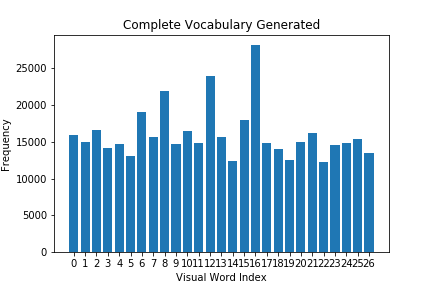 Complete Vocabulary Generated
Frequency
25000
20000
15000
10000
5000
0
0 1 2 3 4 5 6 7 8 9 10 11 12 13 14 15 16 17 18 19 20 21 22 23 24 25 26
Visual Word Index